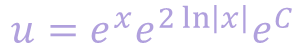 $u = e^{x} e^{2 \ln|x|} e^{C}$